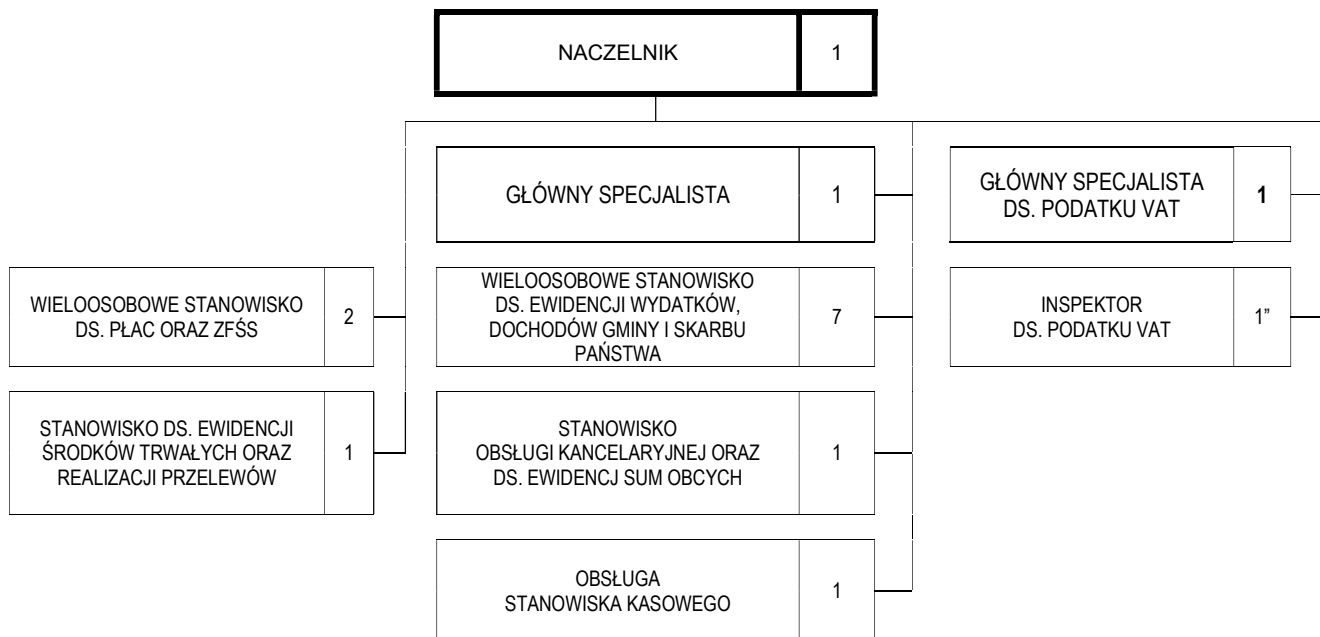 NACZELNIK 1
GŁÓWNY SPECJALISTA 1
GŁÓWNY SPECJALISTA
DS. PODATKU VAT 1
WIELOOSOBOWE STANOWISKO
DS. PŁAC ORAZ ZFŚS 2
WIELOOSOBOWE STANOWISKO
DS. EWIDENCJI WYDATKÓW,
DOCHODÓW GMINY I SKARBU
PAŃSTWA 7
INSPEKTOR
DS. PODATKU VAT 1”
STANOWISKO DS. EWIDENCJI
ŚRODKÓW TRWAŁYCH ORAZ
REALIZACJI PRZELEWÓW 1
STANOWISKO
OBSŁUGI KANCELARYJNEJ ORAZ
DS. EWIDENCJ SUM OBCYCH 1
OBSŁUGA
STANOWISKA KASOWEGO 1